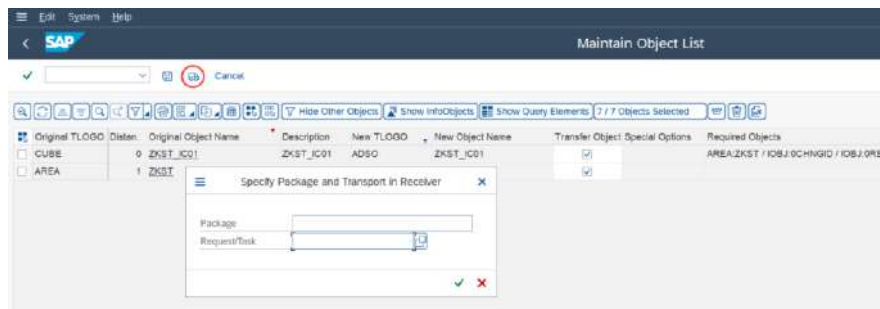 Edit System Help
SAP
Maintain Object List
Cancel
Hide Other Objects Show InfoObjects Show Query Elements 7 / 7 Objects Selected
Original TLOGO Distan. Original Object Name Description New TLOGO New Object Name Transfer Object Special Options Required Objects
CUBE 0 ZKST_IC01 ZKST_IC01 ADSO ZKST_IC01 AREA:ZKST / IOBJ:0CHNGID / IOBJ:0RE
AREA 1 ZKST
Specify Package and Transport in Receiver
Package
Request/Task